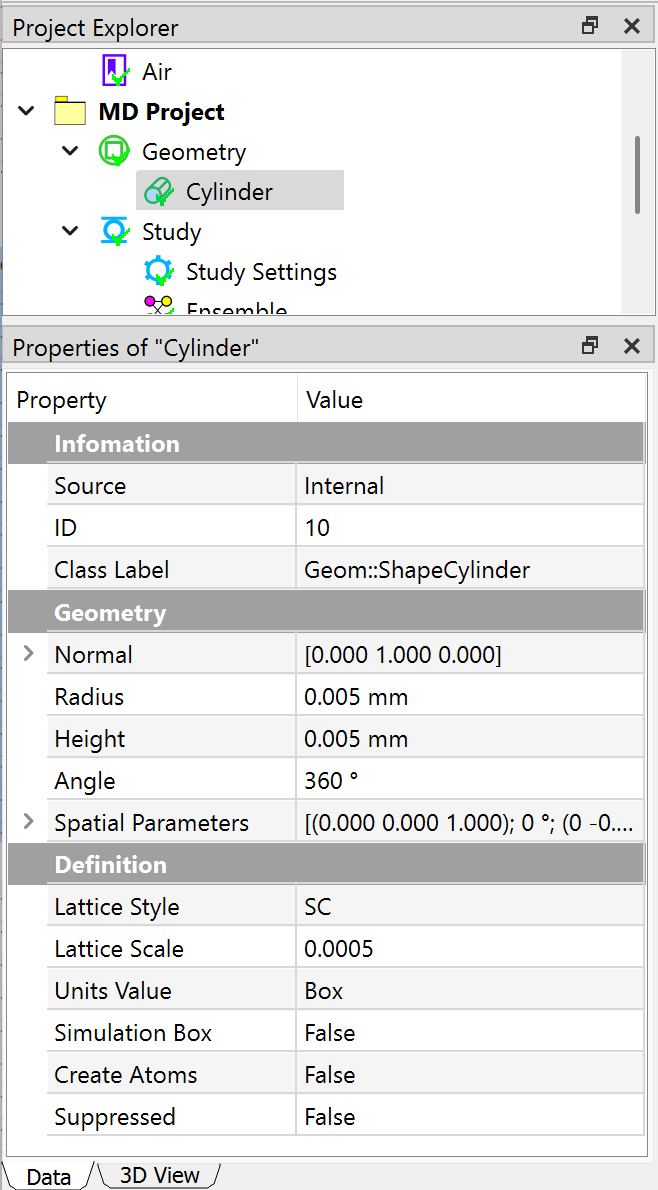 Project Explorer
Air
MD Project
Geometry
Cylinder
Study
Study Settings
Ensemble
Properties of "Cylinder"
Property Value
Infomation
Source Internal
ID 10
Class Label Geom::ShapeCylinder
Geometry
Normal [0.000 1.000 0.000]
Radius 0.005 mm
Height 0.005 mm
Angle 360 °
Spatial Parameters [(0.000 0.000 1.000); 0 °; (0 -0....
Definition
Lattice Style SC
Lattice Scale 0.0005
Units Value Box
Simulation Box False
Create Atoms False
Suppressed False
Data 3D View